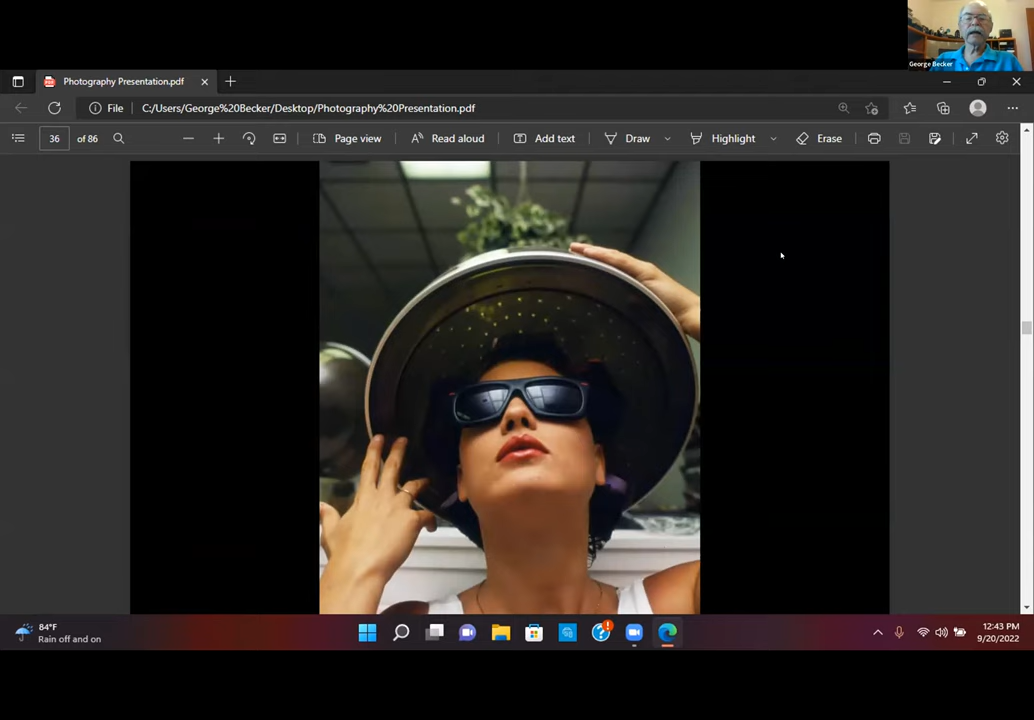 George Becker
Photography Presentation.pdf
File
C:/Users/George%20Becker/Desktop/Photography%20Presentation.pdf
36 of 86
Page view
Read aloud
Add text
Draw
Highlight
Erase
84°F
Rain off and on
12:43 PM
9/20/2022